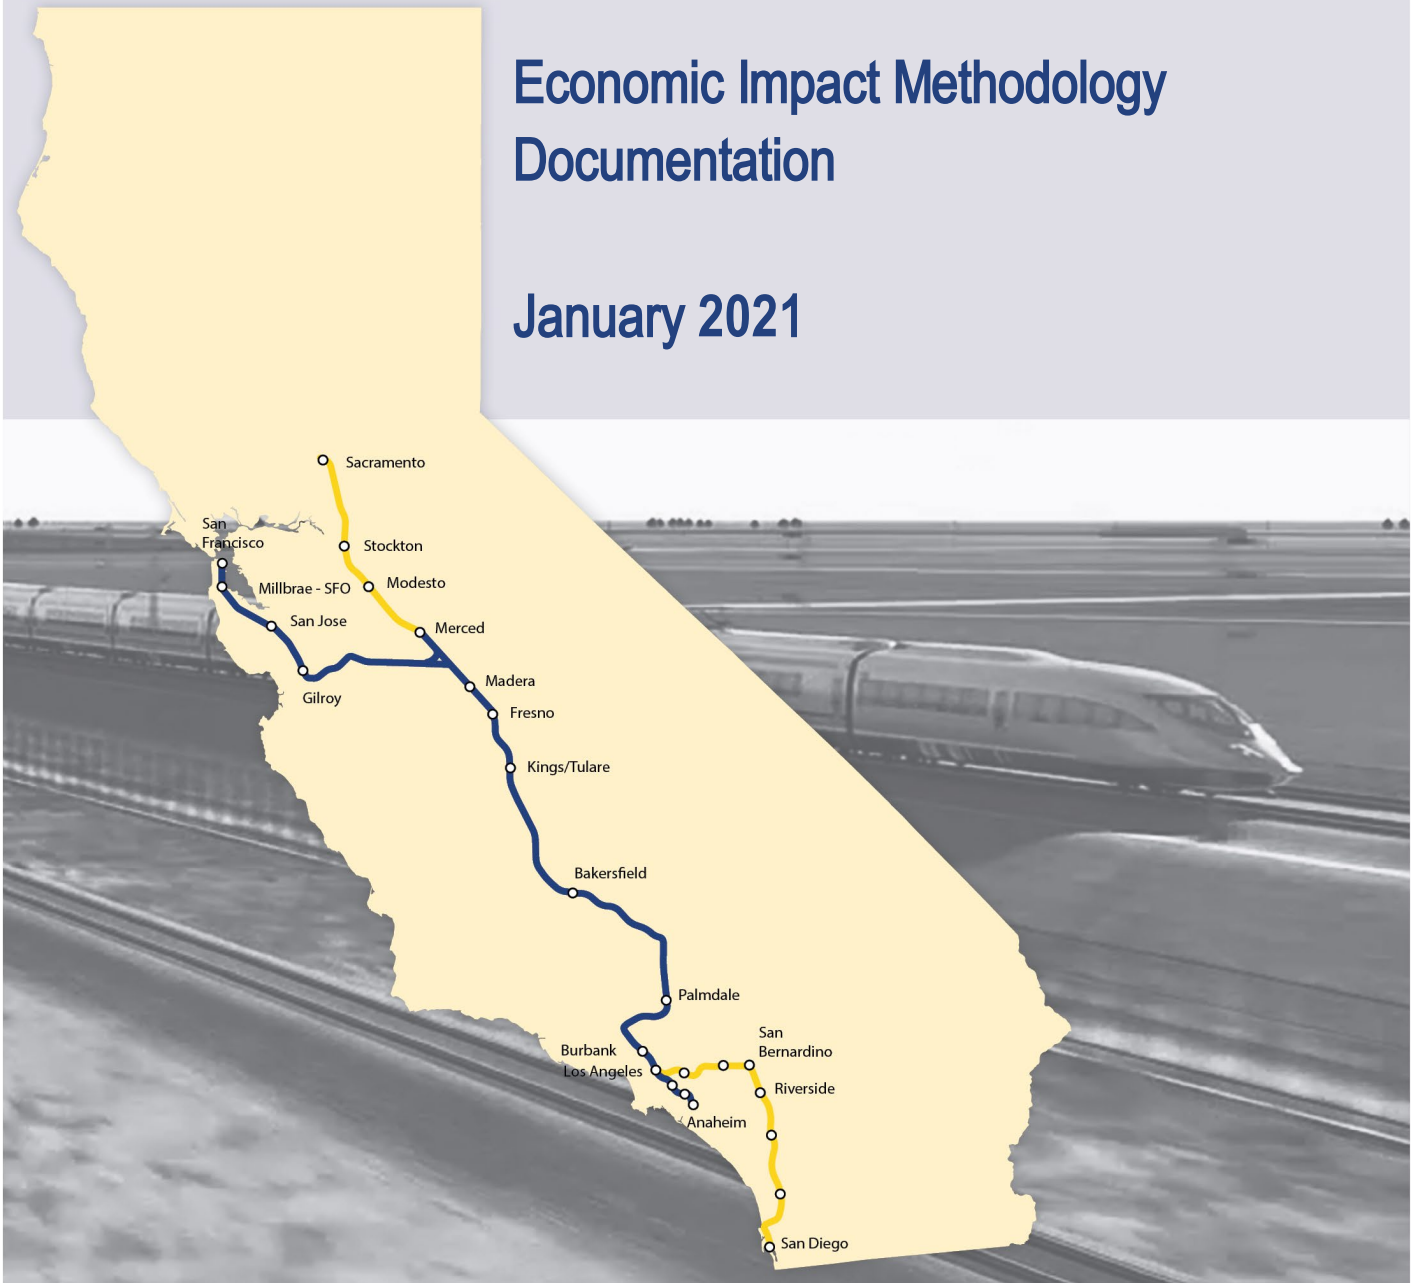 Economic Impact Methodology
Documentation
January 2021
Sacramento
San
Francisco
Stockton
Millbrae - SFO
Modesto
San Jose
Merced
Gilroy
Madera
Fresno
Kings/Tulare
Bakersfield
Palmdale
Burbank
Los Angeles
San
Bernardino
Riverside
Anaheim
San Diego